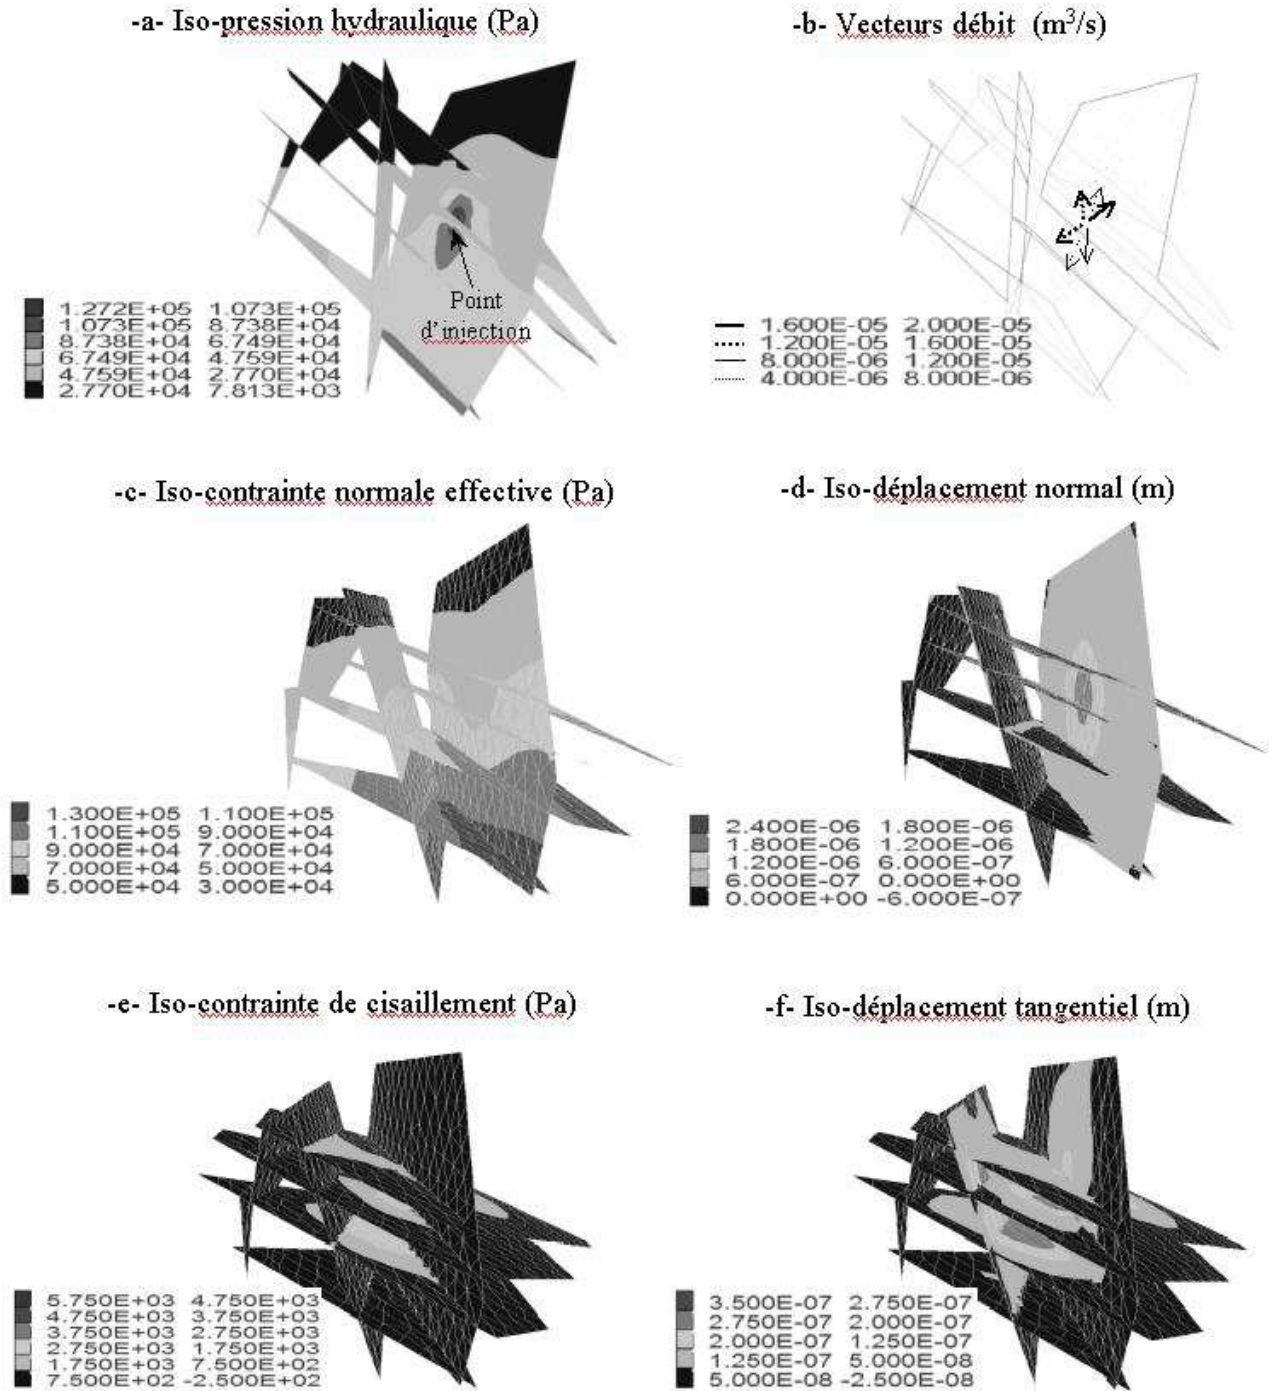 -a- Iso-pression hydraulique (Pa)
-b- Vecteurs débit (m³/s)
Point
d'injection
1.272E+05 1.073E+05
1.073E+05 8.738E+04
8.738E+04 6.749E+04
6.749E+04 4.759E+04
4.759E+04 2.770E+04
2.770E+04 7.813E+03
1.600E-05 2.000E-05
1.200E-05 1.600E-05
8.000E-06 1.200E-05
4.000E-06 8.000E-06
-c- Iso-contrainte normale effective (Pa)
-d- Iso-déplacement normal (m)
1.300E+05 1.100E+05
1.100E+05 9.000E+04
9.000E+04 7.000E+04
7.000E+04 5.000E+04
5.000E+04 3.000E+04
2.400E-06 1.800E-06
1.800E-06 1.200E-06
1.200E-06 6.000E-07
6.000E-07 0.000E+00
0.000E+00 -6.000E-07
-e- Iso-contrainte de cisaillement (Pa)
-f- Iso-déplacement tangentiel (m)
5.750E+03 4.750E+03
4.750E+03 3.750E+03
3.750E+03 2.750E+03
2.750E+03 1.750E+03
1.750E+03 7.500E+02
7.500E+02 -2.500E+02
3.500E-07 2.750E-07
2.750E-07 2.000E-07
2.000E-07 1.250E-07
1.250E-07 5.000E-08
5.000E-08 -2.500E-08